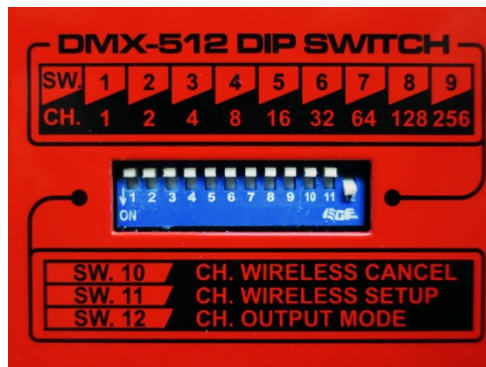 DMX-512 DIP SWITCH
SW. 1 2 3 4 5 6 7 8 9
CH. 1 2 4 8 16 32 64 128 256
1 2 3 4 5 6 7 8 9 10 11
ON
SW. 10 CH. WIRELESS CANCEL
SW. 11 CH. WIRELESS SETUP
SW. 12 CH. OUTPUT MODE